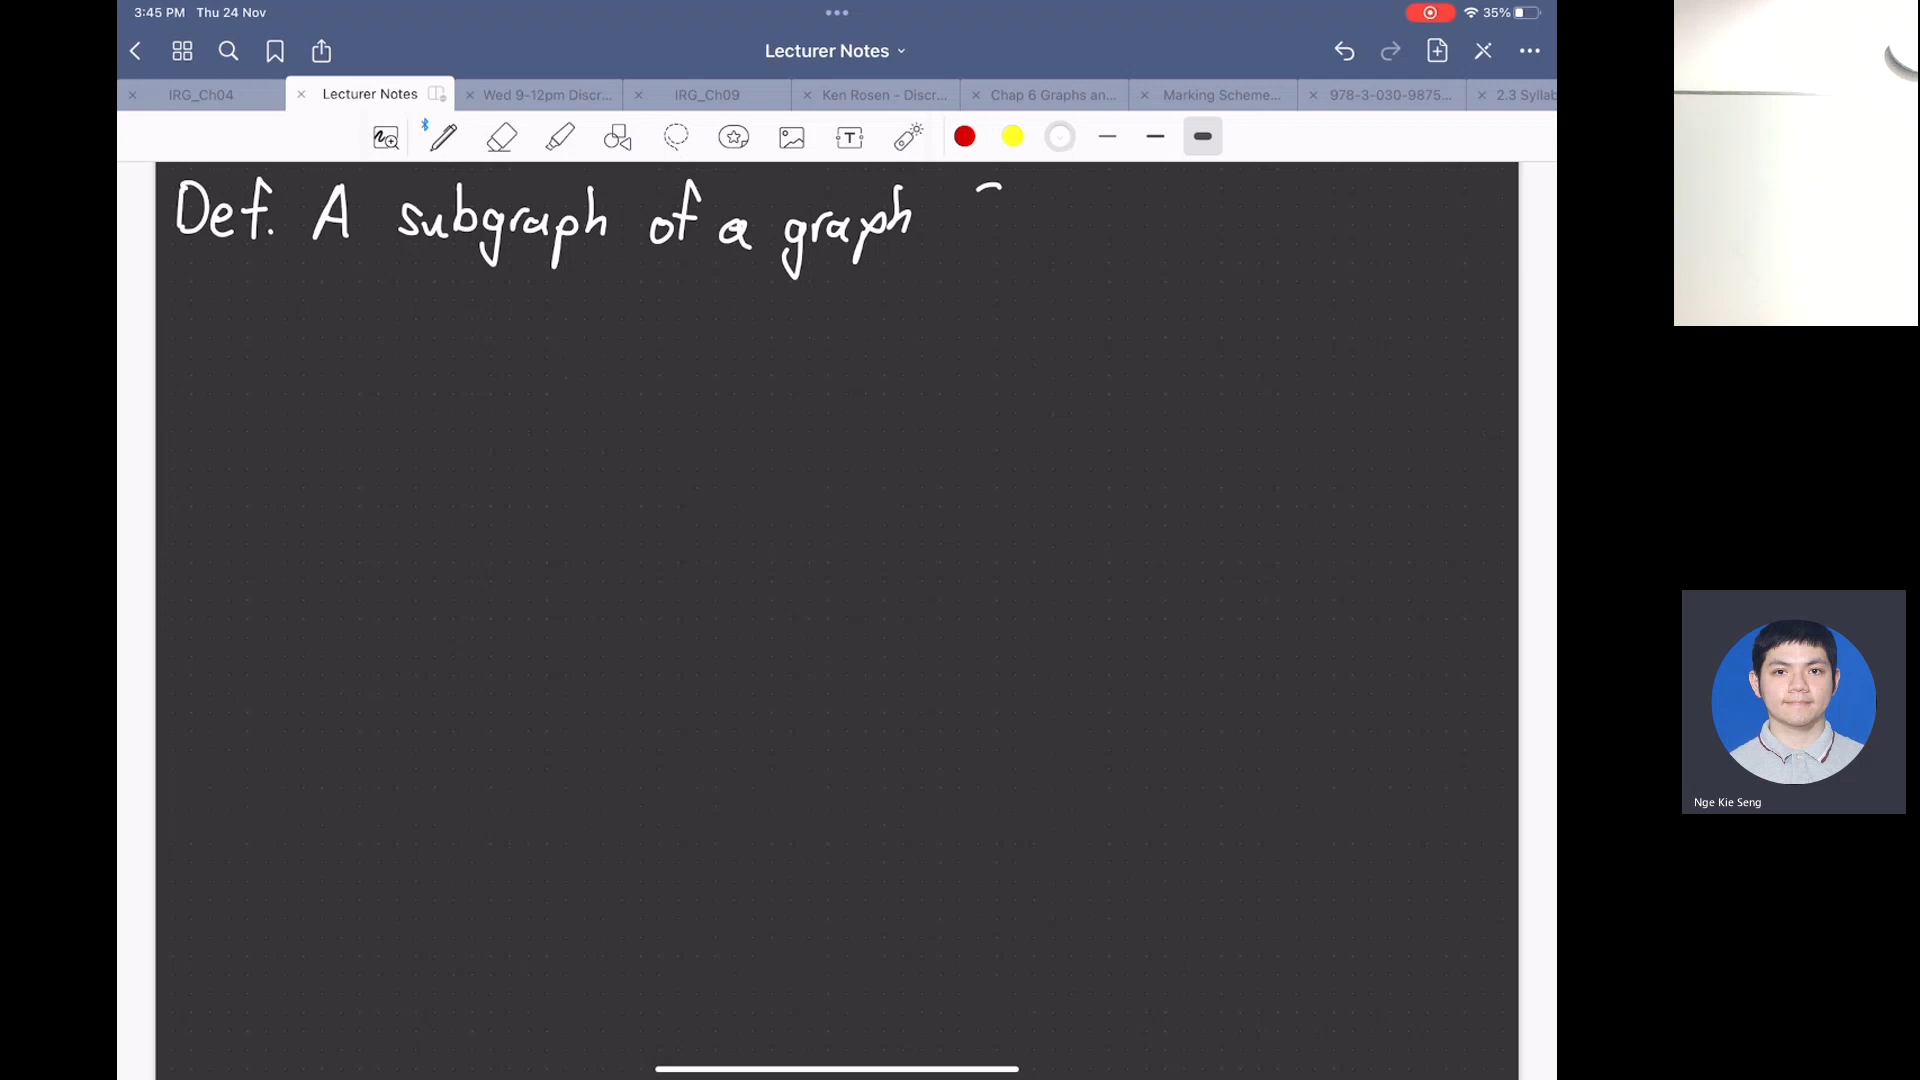 3:45 PM Thu 24 Nov
35%
Lecturer Notes
IRG_Ch04
Lecturer Notes
Wed 9-12pm Discr...
IRG_Ch09
Ken Rosen - Discr...
Chap 6 Graphs an...
Marking Scheme...
978-3-030-9875...
2.3 Syllab
T
Def. A subgraph of a graph
Nge Kie Seng